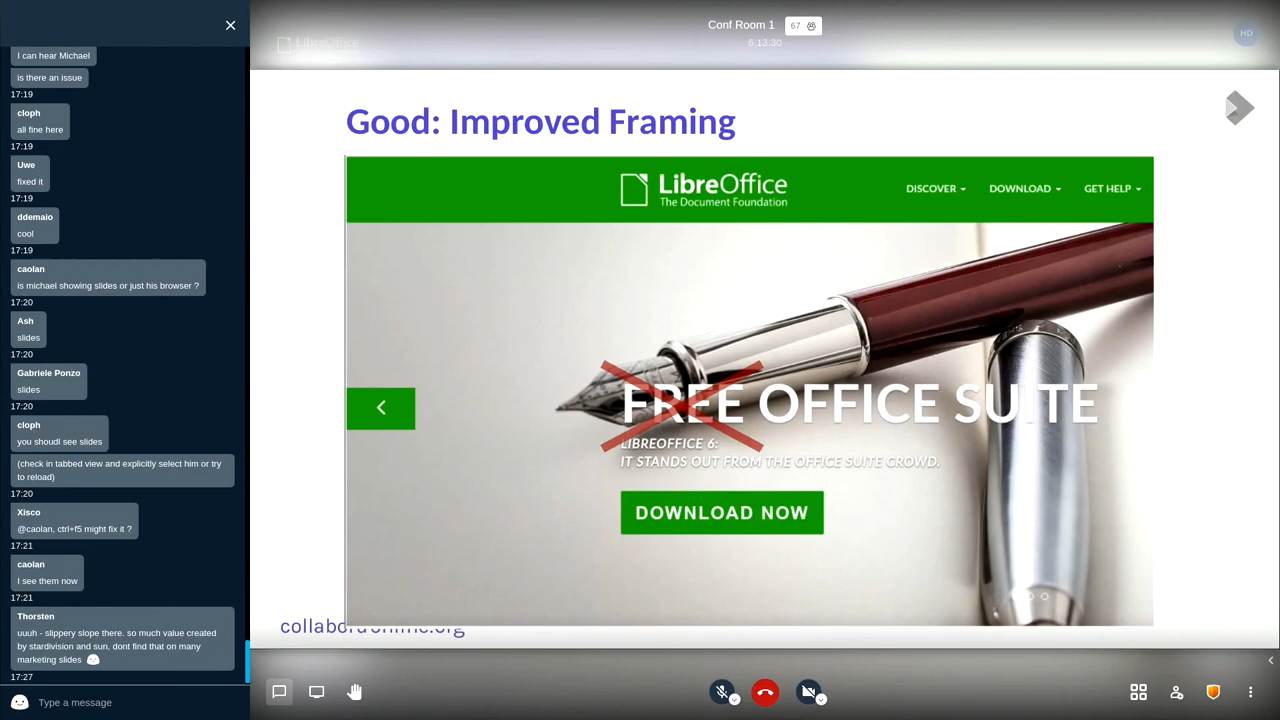 I can hear Michael
is there an issue
17:19
cloph
all fine here
17:19
Uwe
fixed it
17:19
ddemaio
cool
17:19
caolan
is michael showing slides or just his browser ?
17:20
Ash
slides
17:20
Gabriele Ponzo
slides
17:20
cloph
you shoudl see slides
(check in tabbed view and explicitly select him or try
to reload)
17:20
Xisco
@caolan, ctrl+f5 might fix it ?
17:21
caolan
I see them now
17:21
Thorsten
uuuh - slippery slope there. so much value created
by stardivision and sun, dont find that on many
marketing slides
17:27
Type a message
Conf Room 1
67
6:13:30
HD
LibreOffice
Good: Improved Framing
LibreOffice
The Document Foundation
DISCOVER
DOWNLOAD
GET HELP
FREE OFFICE SUITE
LIBREOFFICE 6:
IT STANDS OUT FROM THE OFFICE SUITE CROWD.
DOWNLOAD NOW
collaboraonline.org